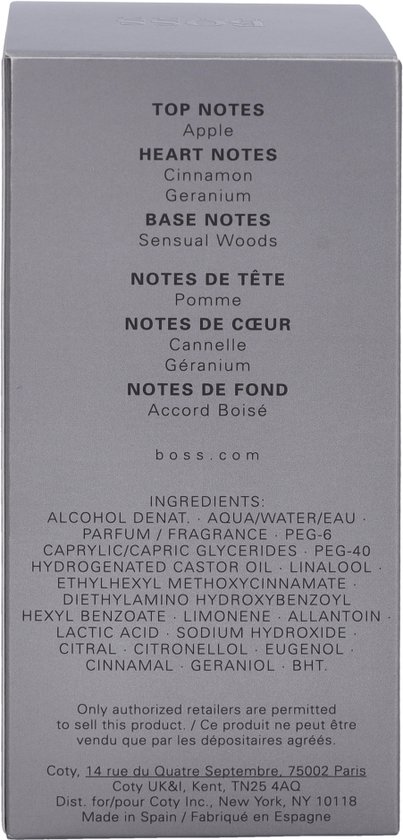 BOSS
TOP NOTES
Apple
HEART NOTES
Cinnamon
Geranium
BASE NOTES
Sensual Woods
NOTES DE TÊTE
Pomme
NOTES DE CŒUR
Cannelle
Géranium
NOTES DE FOND
Accord Boisé
boss.com
INGREDIENTS:
ALCOHOL DENAT. · AQUA/WATER/EAU ·
PARFUM / FRAGRANCE · PEG-6
CAPRYLIC/CAPRIC GLYCERIDES · PEG-40
HYDROGENATED CASTOR OIL · LINALOOL ·
ETHYLHEXYL METHOXYCINNAMATE ·
DIETHYLAMINO HYDROXYBENZOYL
HEXYL BENZOATE · LIMONENE · ALLANTOIN ·
LACTIC ACID · SODIUM HYDROXIDE ·
CITRAL · CITRONELLOL · EUGENOL ·
CINNAMAL · GERANIOL · BHT.
Only authorized retailers are permitted
to sell this product. / Ce produit ne peut être
vendu que par les dépositaires agréés.
Coty, 14 rue du Quatre Septembre, 75002 Paris
Coty UK&I, Kent, TN25 4AQ
Dist. for/pour Coty Inc., New York, NY 10118
Made in Spain / Fabriqué en Espagne